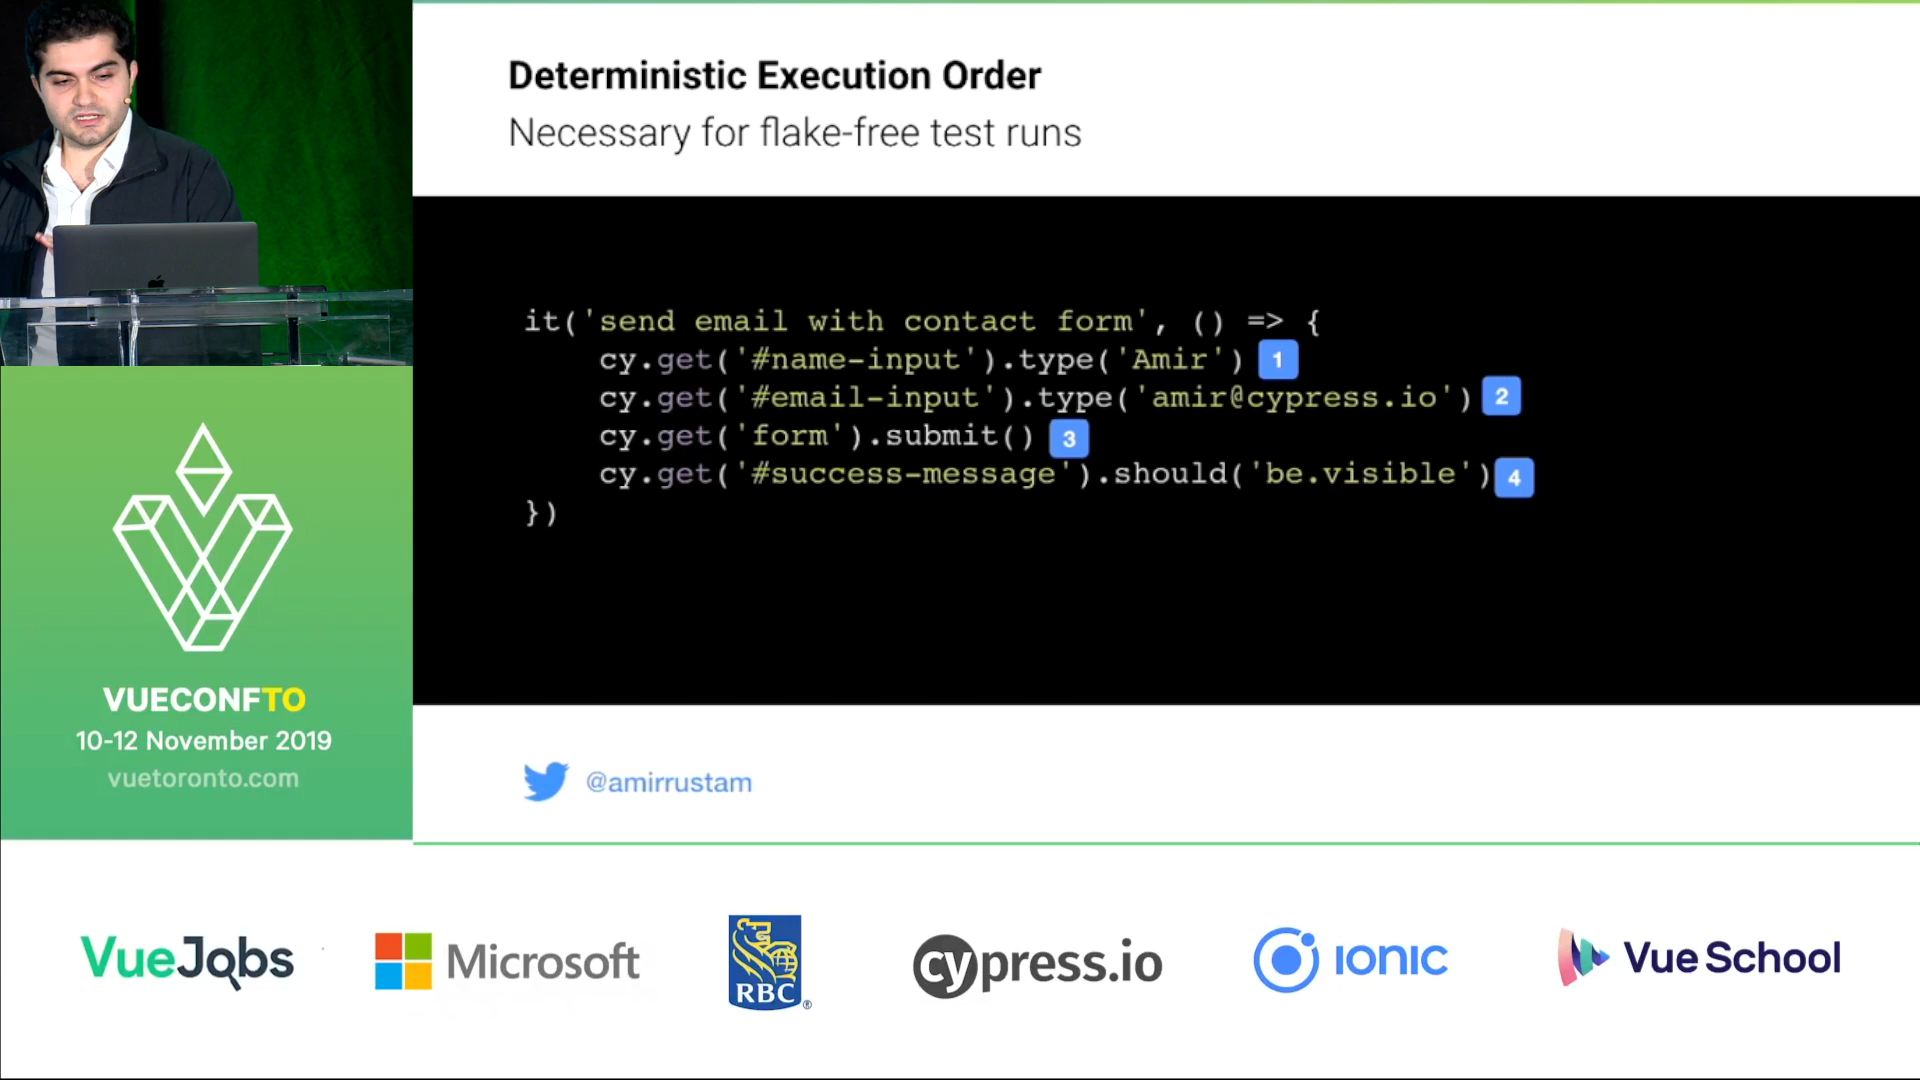 Deterministic Execution Order
Necessary for flake-free test runs
it('send email with contact form', () => {
cy.get('#name-input').type('Amir') 1
cy.get('#email-input').type('amir@cypress.io') 2
cy.get('form').submit() 3
cy.get('#success-message').should('be.visible') 4
})
VUECONFTO
10-12 November 2019
vuetoronto.com
@amirrustam
VueJobs
Microsoft
RBC®
cypress.io
IONIC
Vue School